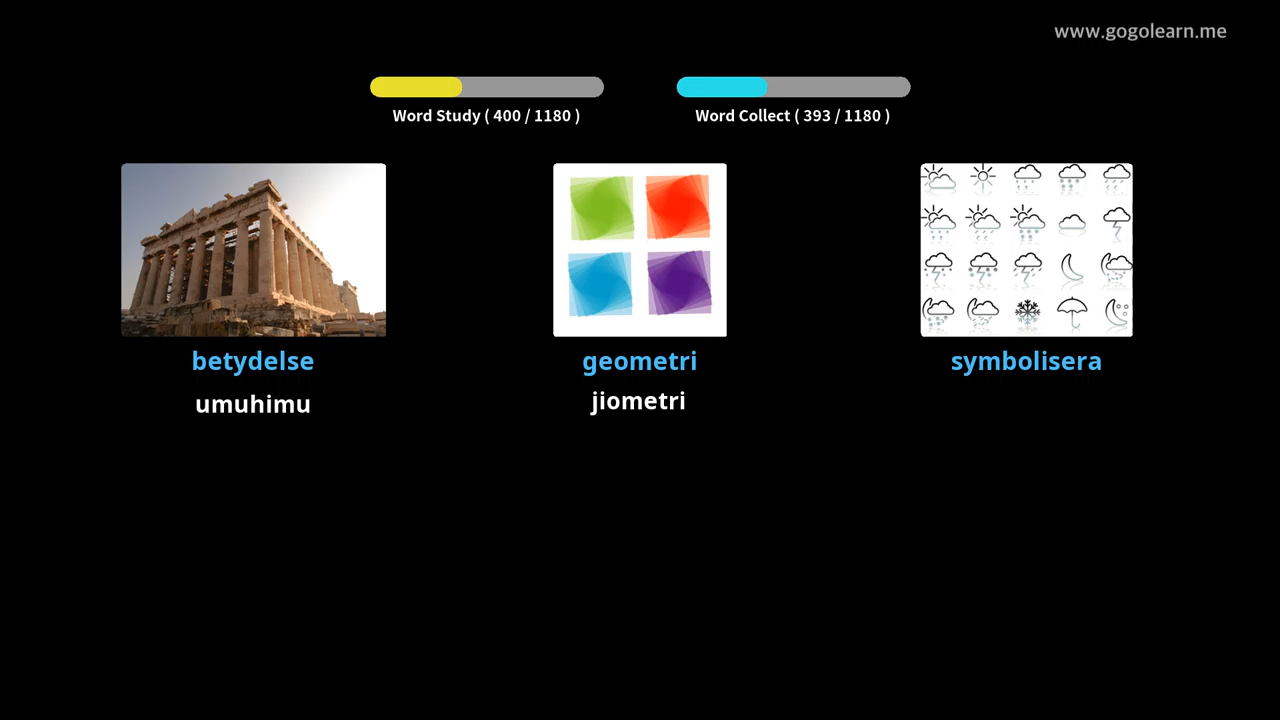 www.gogolearn.me
Word Study ( 400 / 1180 )
Word Collect ( 393 / 1180 )
betydelse
geometri
symbolisera
umuhimu
jiometri